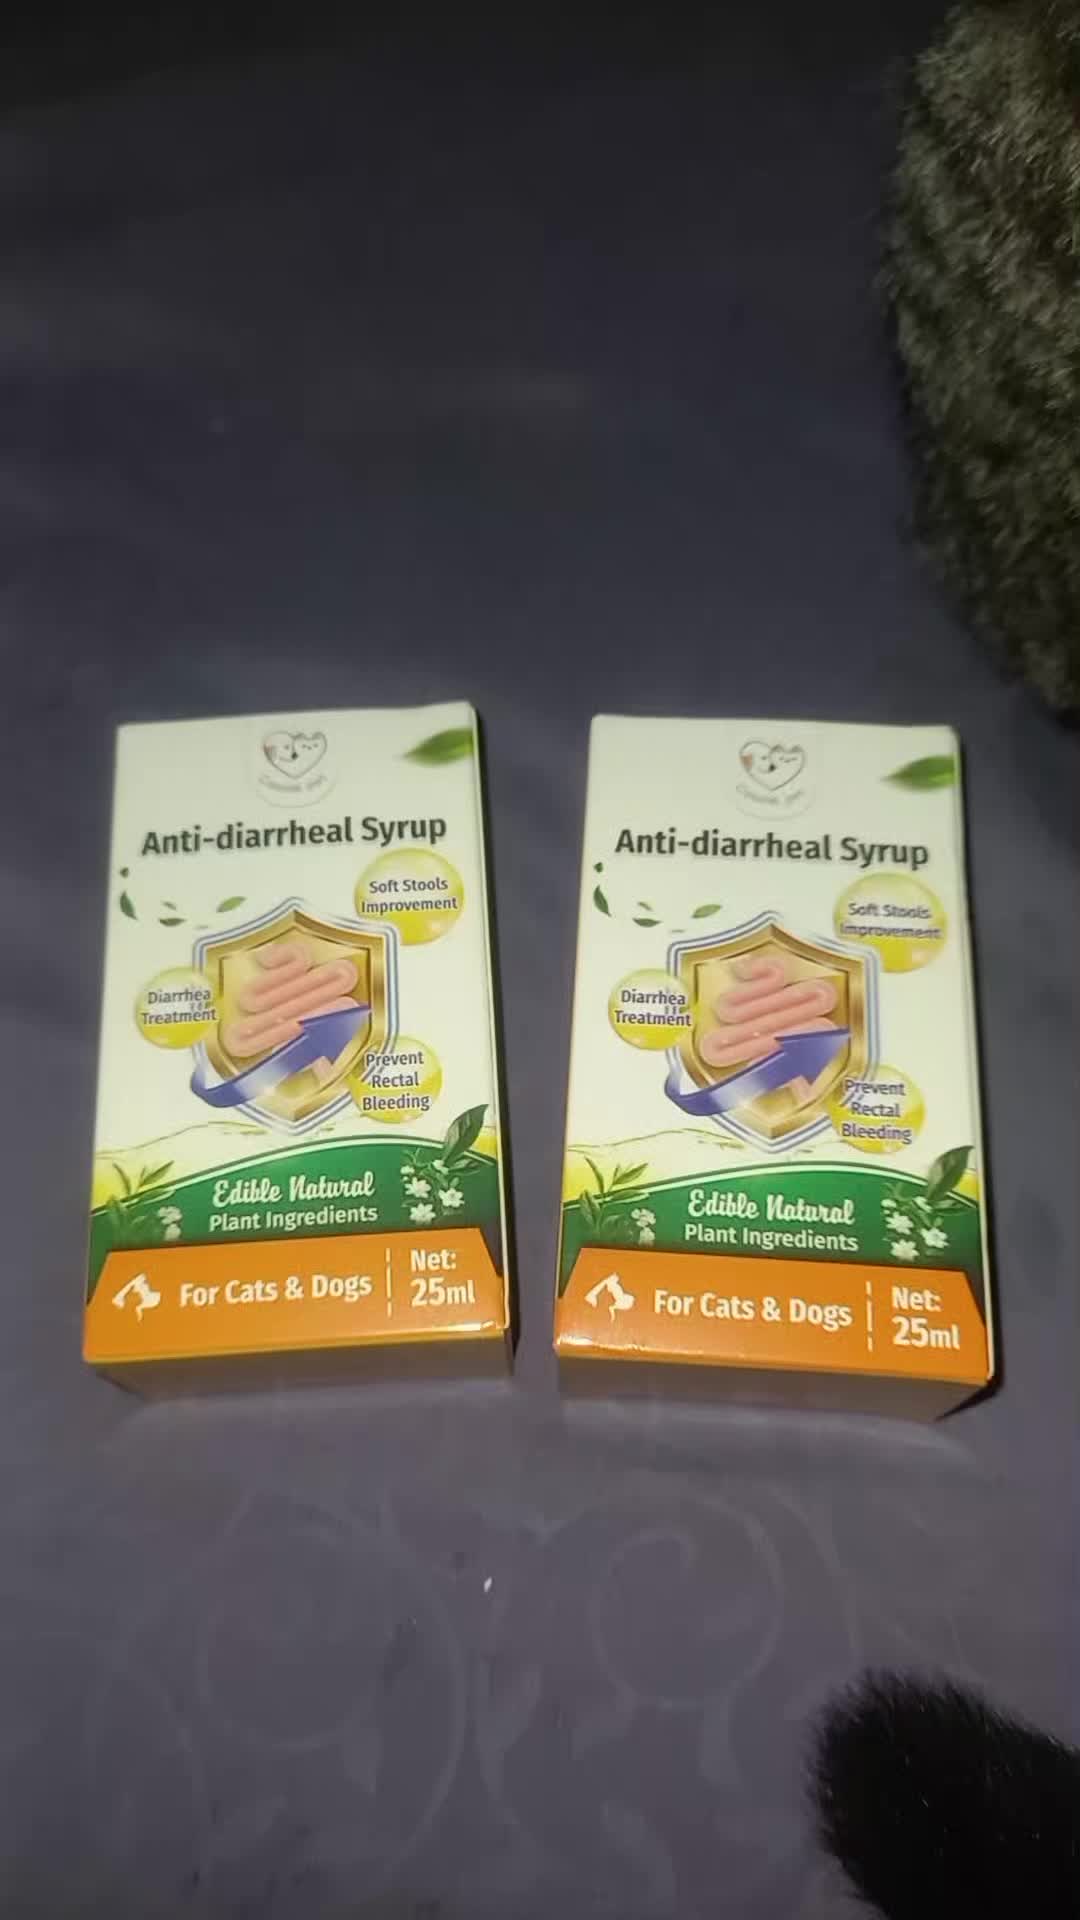 Anti-diarrheal Syrup
Soft Stools
Improvement
Diarrhea
Treatment
Prevent
Rectal
Bleeding
Edible Natural
Plant Ingredients
For Cats & Dogs
Net:
25ml
Anti-diarrheal Syrup
Soft Stools
Improvement
Diarrhea
Treatment
Prevent
Rectal
Bleeding
Edible Natural
Plant Ingredients
For Cats & Dogs
Net:
25ml